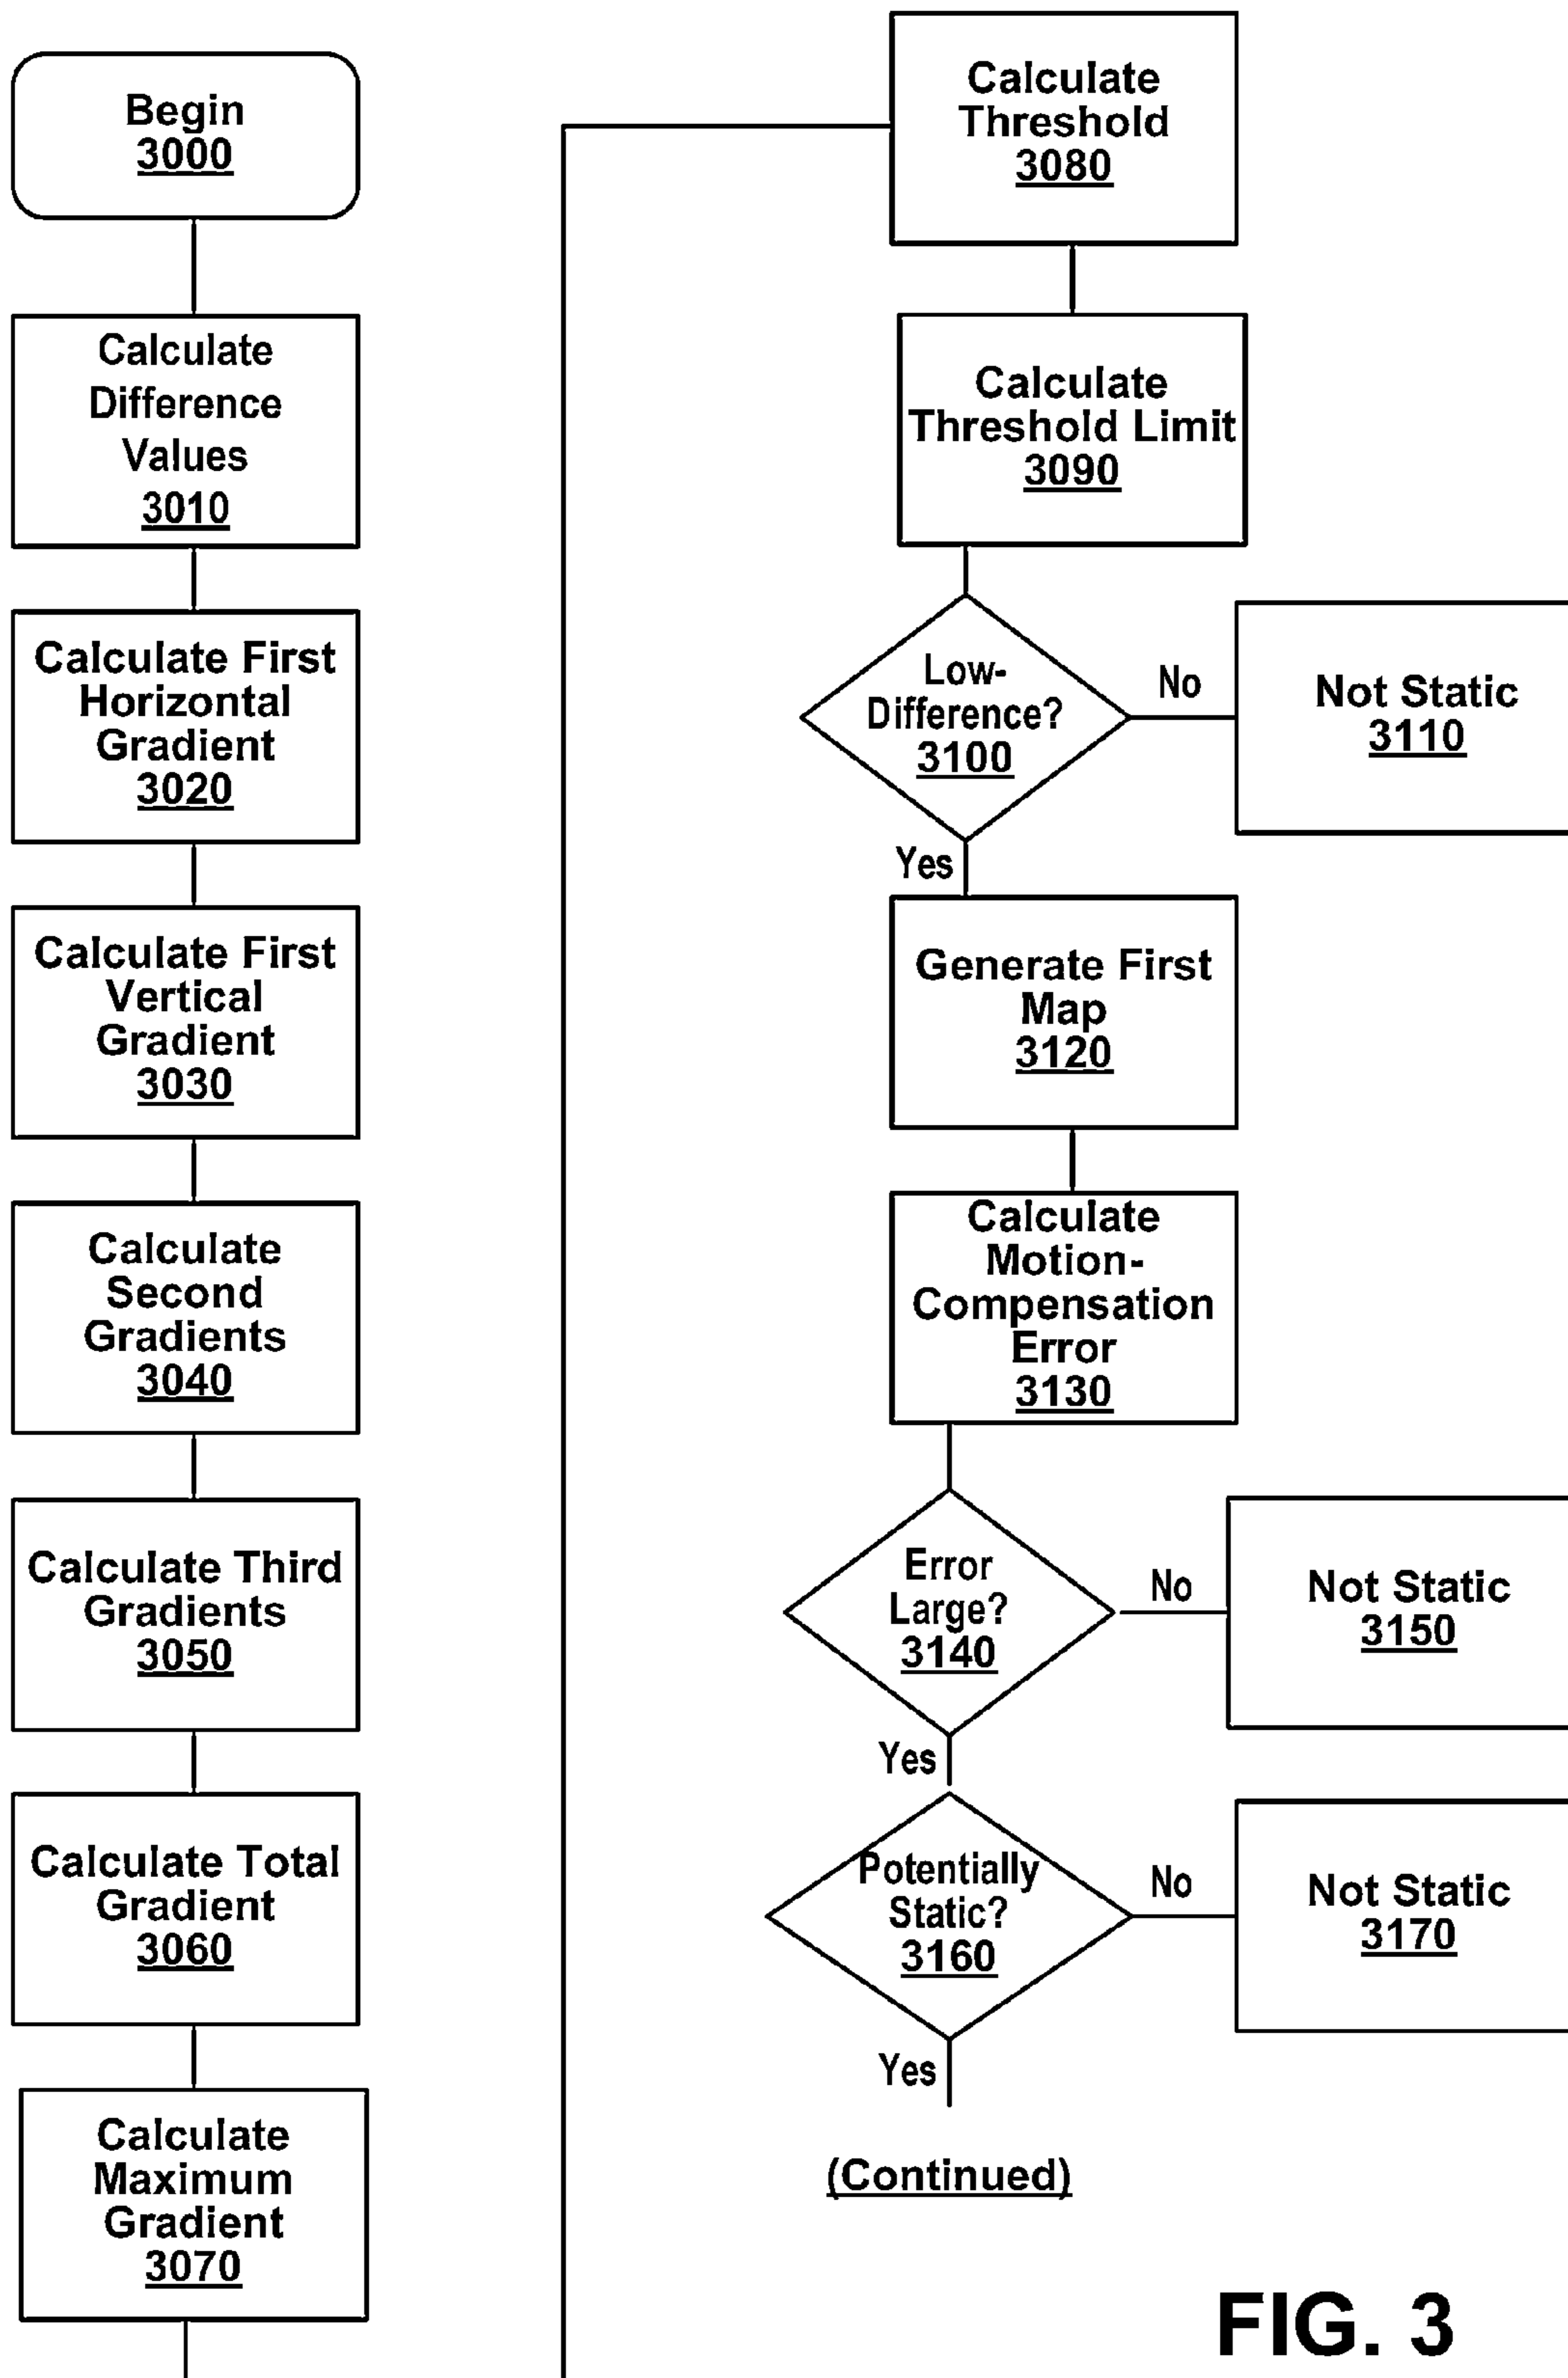 Begin
3000
Calculate
Difference
Values
3010
Calculate First
Horizontal
Gradient
3020
Calculate First
Vertical
Gradient
3030
Calculate
Second
Gradients
3040
Calculate Third
Gradients
3050
Calculate Total
Gradient
3060
Calculate
Maximum
Gradient
3070
Calculate
Threshold
3080
Calculate
Threshold Limit
3090
Low-
Difference?
3100
No
Not Static
3110
Yes
Generate First
Map
3120
Calculate
Motion-
Compensation
Error
3130
Error
Large?
3140
No
Not Static
3150
Yes
Potentially
Static?
3160
No
Not Static
3170
Yes
(Continued)
FIG. 3